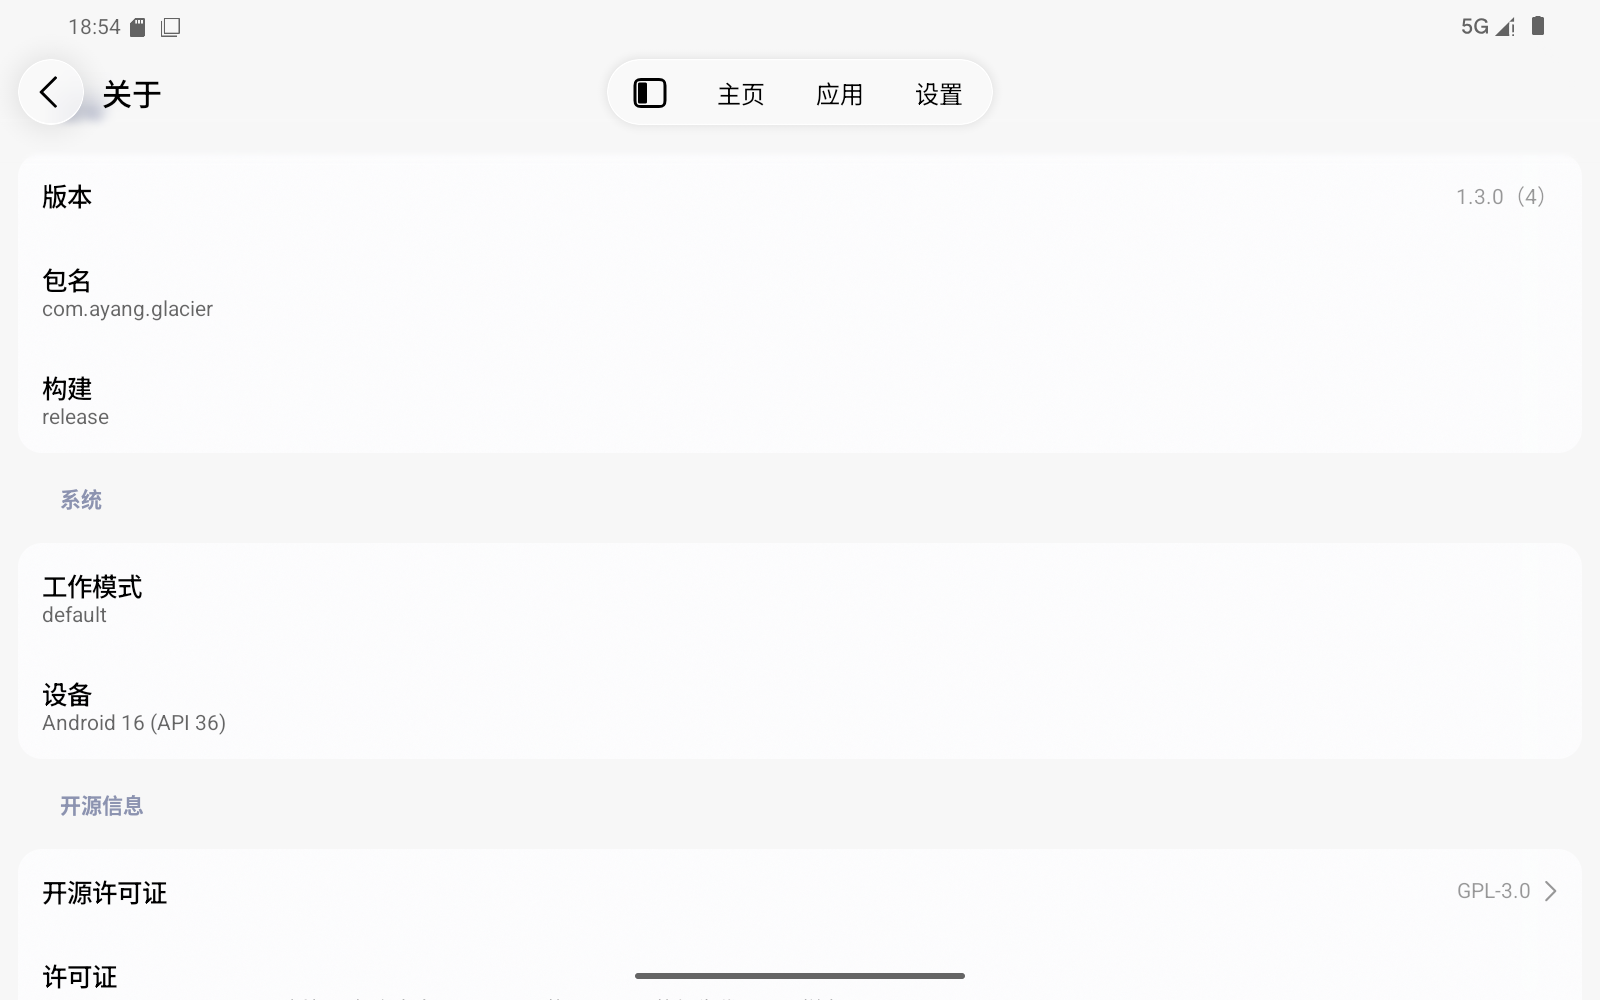 18:54
5G
关于
主页
应用
设置
版本
1.3.0（4）
包名
com.ayang.glacier
构建
release
系统
工作模式
default
设备
Android 16 (API 36)
开源信息
开源许可证
GPL-3.0
许可证